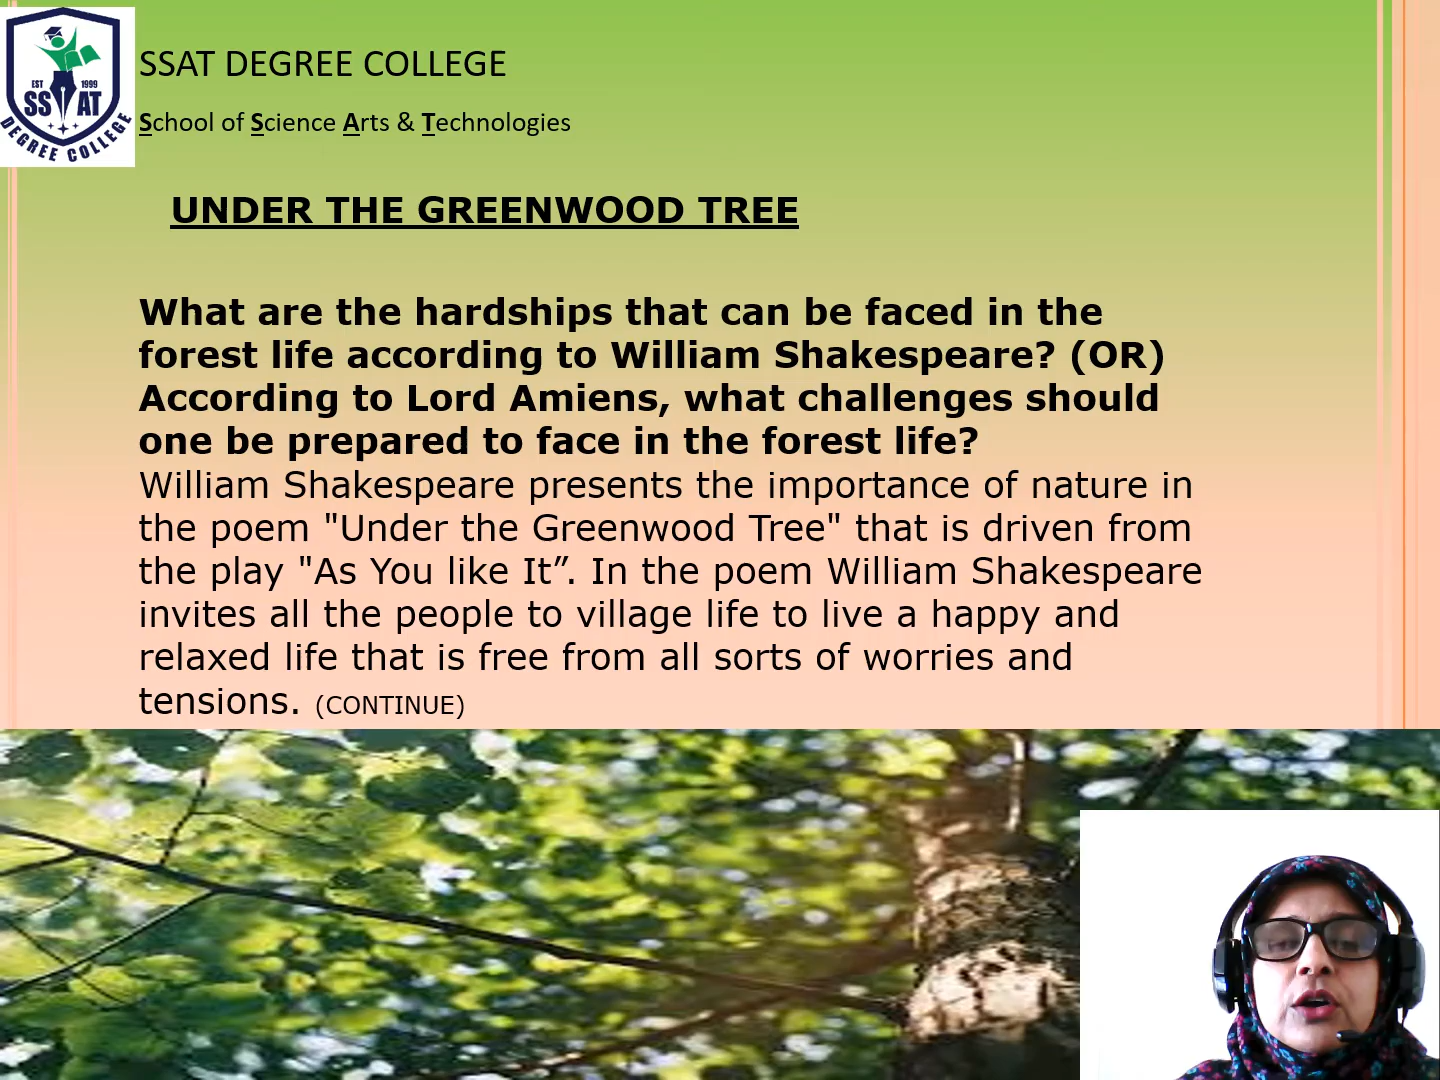 EST 1999
SS AT
DEGREE COLLEGE
SSAT DEGREE COLLEGE
School of Science Arts & Technologies
UNDER THE GREENWOOD TREE
What are the hardships that can be faced in the
forest life according to William Shakespeare? (OR)
According to Lord Amiens, what challenges should
one be prepared to face in the forest life?
William Shakespeare presents the importance of nature in
the poem "Under the Greenwood Tree" that is driven from
the play "As You like It”. In the poem William Shakespeare
invites all the people to village life to live a happy and
relaxed life that is free from all sorts of worries and
tensions. (CONTINUE)